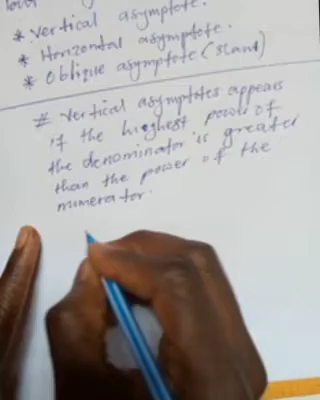 * Vertical asymptote.
* Horizontal asymptote.
* Oblique asymptote (slant)
# Vertical asymptotes appears
if the highest power of
the denominator is greater
than the power of the
numerator.